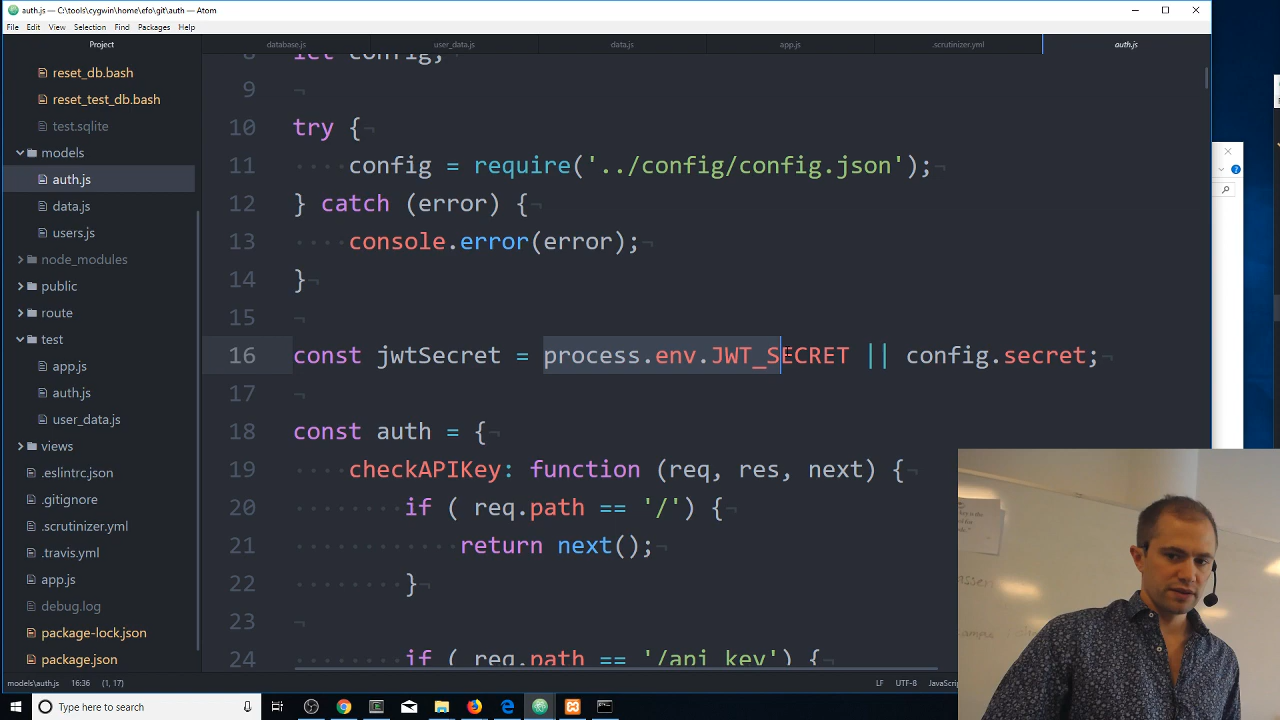 auth.js — C:\tools\cygwin\home\efo\git\auth — Atom
File Edit View Selection Find Packages Help
Project
database.js user_data.js data.js app.js .scrutinizer.yml auth.js
reset_db.bash
reset_test_db.bash
test.sqlite
models
auth.js
data.js
users.js
node_modules
public
route
test
app.js
auth.js
user_data.js
views
.eslintrc.json
.gitignore
.scrutinizer.yml
.travis.yml
app.js
debug.log
package-lock.json
package.json
8 let config;
9
10 try {
11 config = require('../config/config.json');
12 } catch (error) {
13 console.error(error);
14 }
15
16 const jwtSecret = process.env.JWT_SECRET || config.secret;
17
18 const auth = {
19 checkAPIKey: function (req, res, next) {
20 if ( req.path == '/') {
21 return next();
22 }
23
24 if ( req.path == '/api_key') {
models\auth.js 16:36 (1, 17) LF UTF-8 JavaScrip
Type here to search